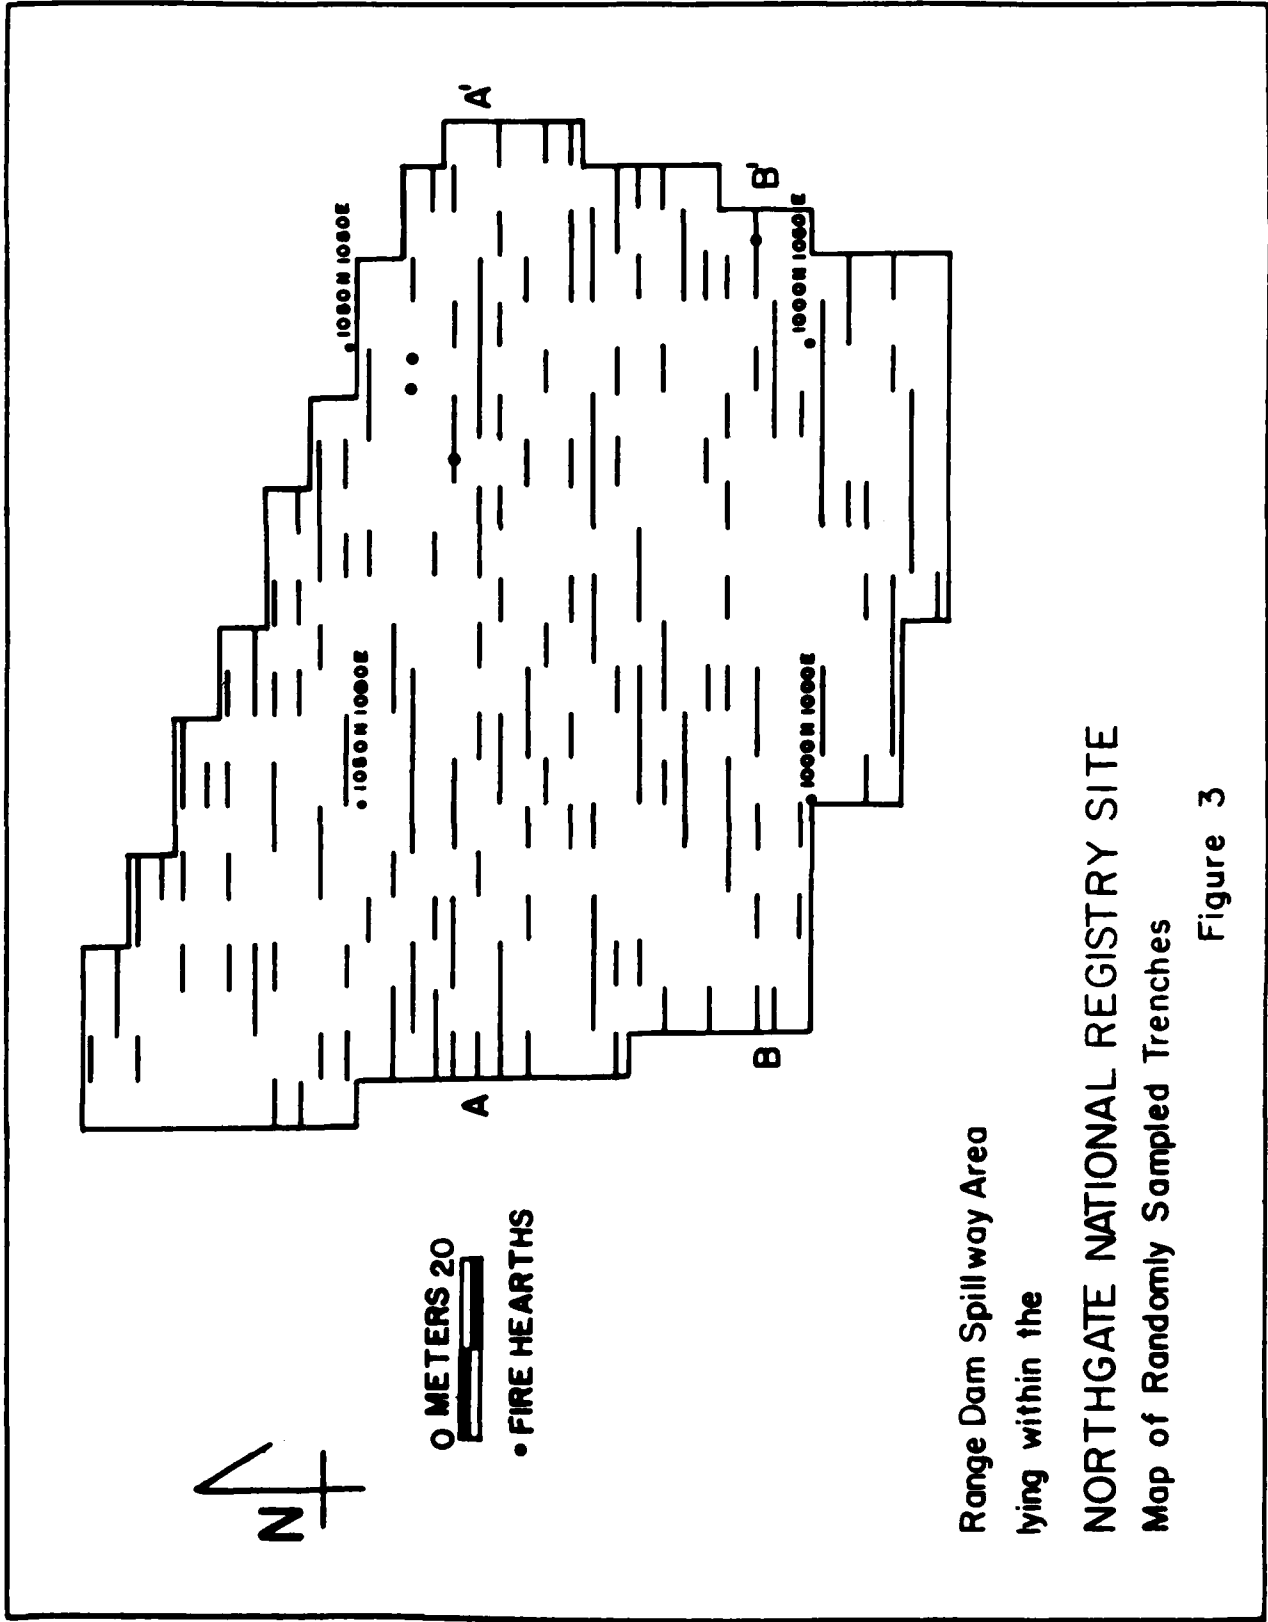 N
0 METERS 20
• FIRE HEARTHS
A
A'
B
B'
1050N 1000E
1050N 1050E
1000N 1000E
1000N 1050E
Range Dam Spillway Area
lying within the
NORTHGATE NATIONAL REGISTRY SITE
Map of Randomly Sampled Trenches
Figure 3